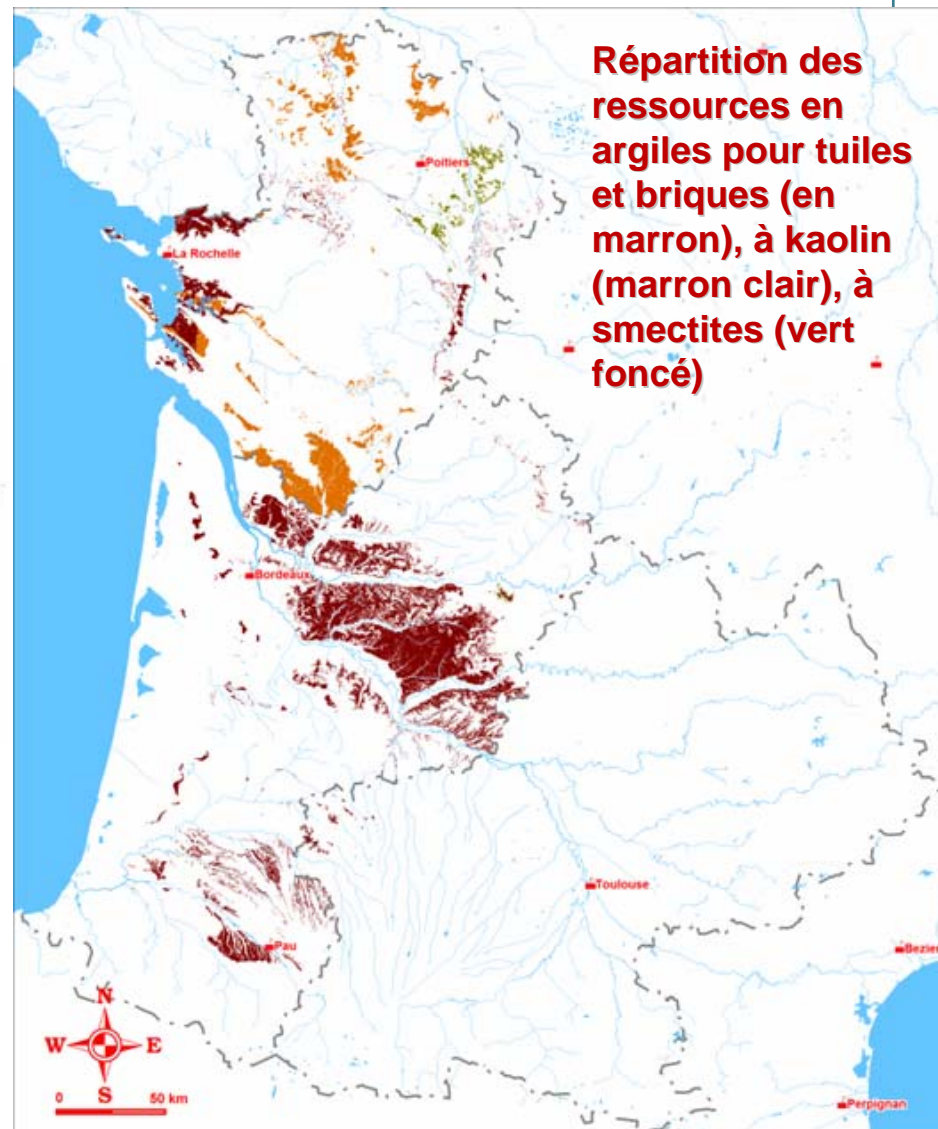 Répartition des
ressources en
argiles pour tuiles
et briques (en
marron), à kaolin
(marron clair), à
smectites (vert
foncé)
Poitiers
La Rochelle
Bordeaux
Toulouse
Pau
Bezier
N
W E
S
0 50 km
Perpignan